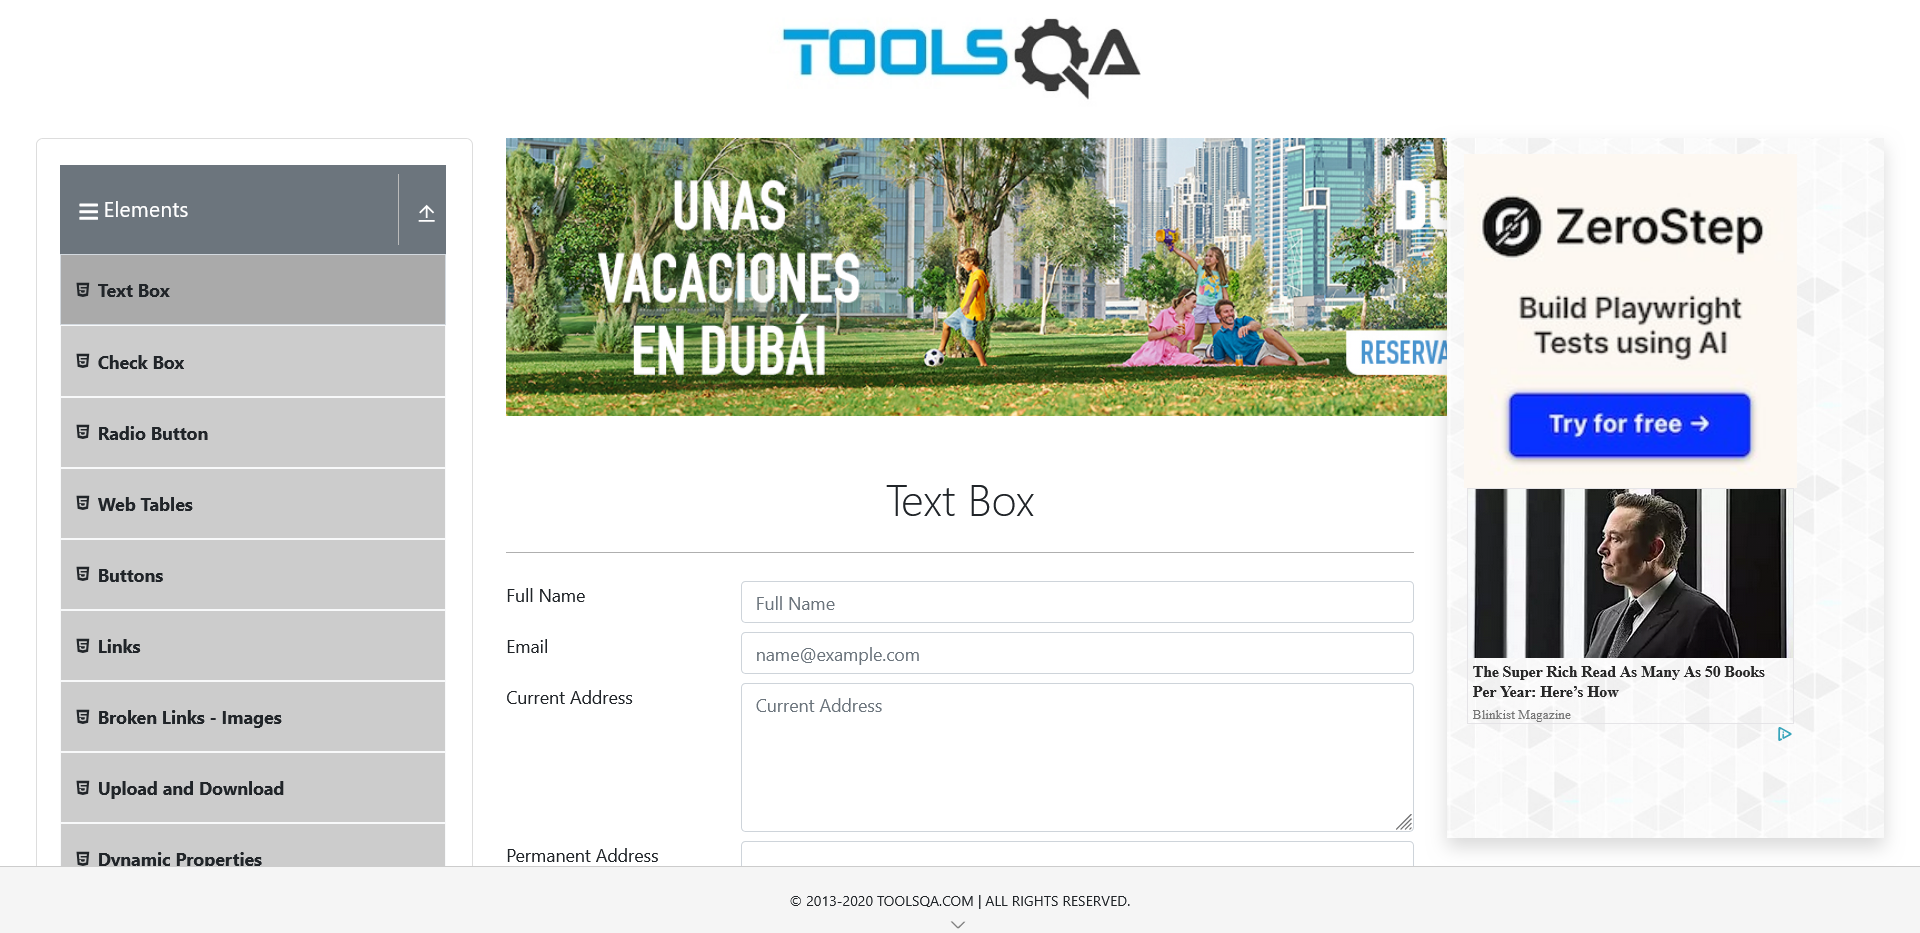 TOOLSQA
Elements
Text Box
Check Box
Radio Button
Web Tables
Buttons
Links
Broken Links - Images
Upload and Download
Dynamic Properties
UNAS
VACACIONES
EN DUBÁI
DU
RESERVA
Text Box
Full Name
Full Name
Email
name@example.com
Current Address
Current Address
Permanent Address
ZeroStep
Build Playwright
Tests using AI
Try for free →
The Super Rich Read As Many As 50 Books
Per Year: Here's How
Blinkist Magazine
© 2013-2020 TOOLSQA.COM | ALL RIGHTS RESERVED.